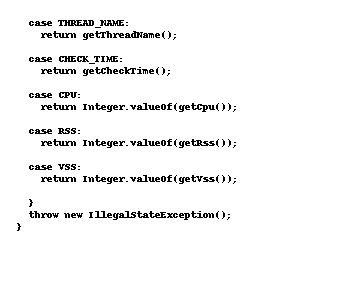 case THREAD_NAME:
return getThreadName();
case CHECK_TIME:
return getCheckTime();
case CPU:
return Integer.valueOf(getCpu());
case RSS:
return Integer.valueOf(getRss());
case VSS:
return Integer.valueOf(getVss());
}
throw new IllegalStateException();
}